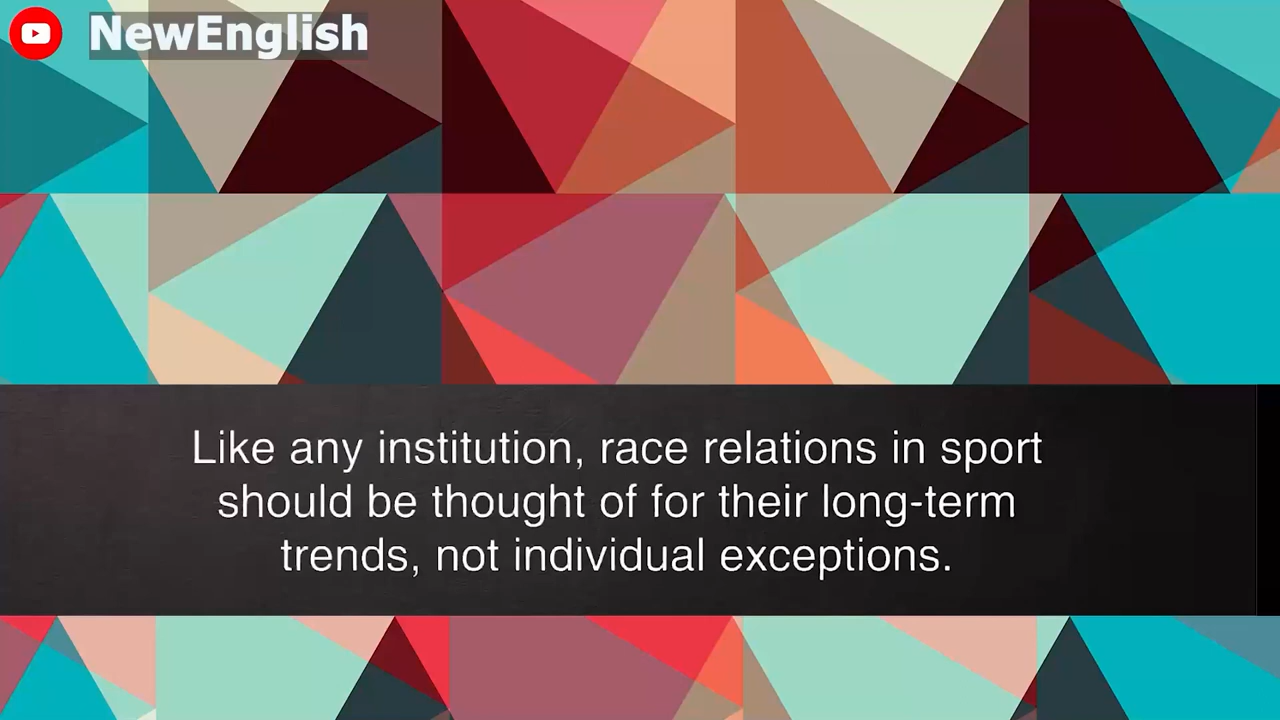 NewEnglish
Like any institution, race relations in sport
should be thought of for their long-term
trends, not individual exceptions.